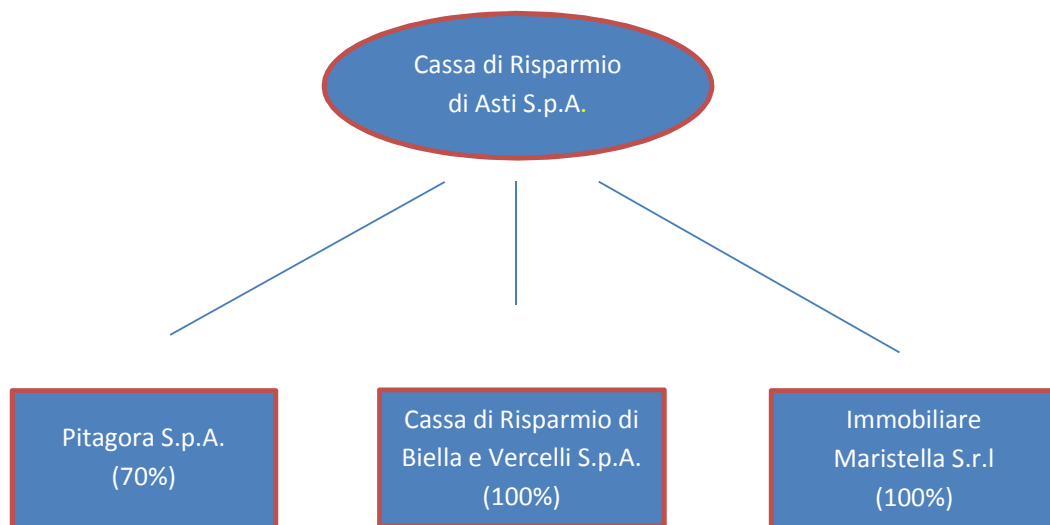 Cassa di Risparmio
di Asti S.p.A.
Pitagora S.p.A.
(70%)
Cassa di Risparmio di
Biella e Vercelli S.p.A.
(100%)
Immobiliare
Maristella S.r.l
(100%)